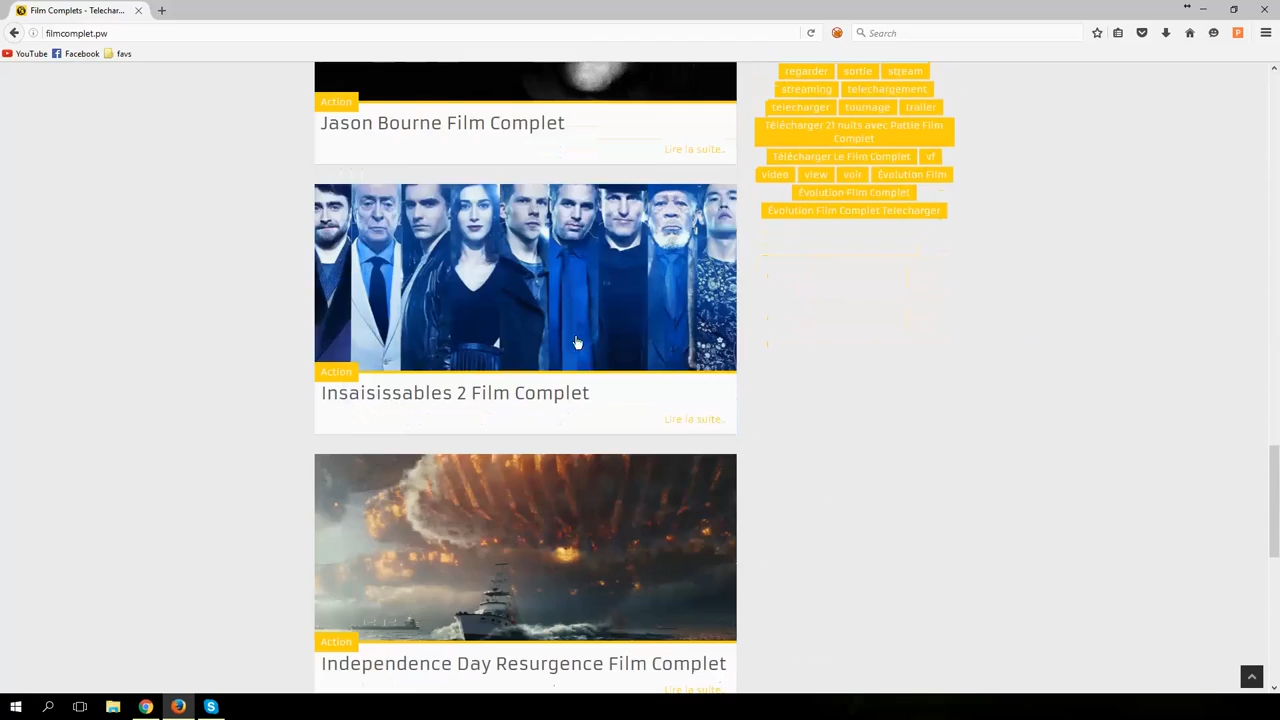 Film Complets - Telechar...
filmcomplet.pw
Search
YouTube
Facebook
favs
Action
Jason Bourne Film Complet
Lire la suite..
Action
Insaisissables 2 Film Complet
Lire la suite..
Action
Independence Day Resurgence Film Complet
Lire la suite..
regarder sortie stream
streaming telechargement
telecharger tournage trailer
Télécharger 21 nuits avec Pattie Film
Complet
Télécharger Le Film Complet vf
video view voir Évolution Film
Évolution Film Complet
Évolution Film Complet Telecharger